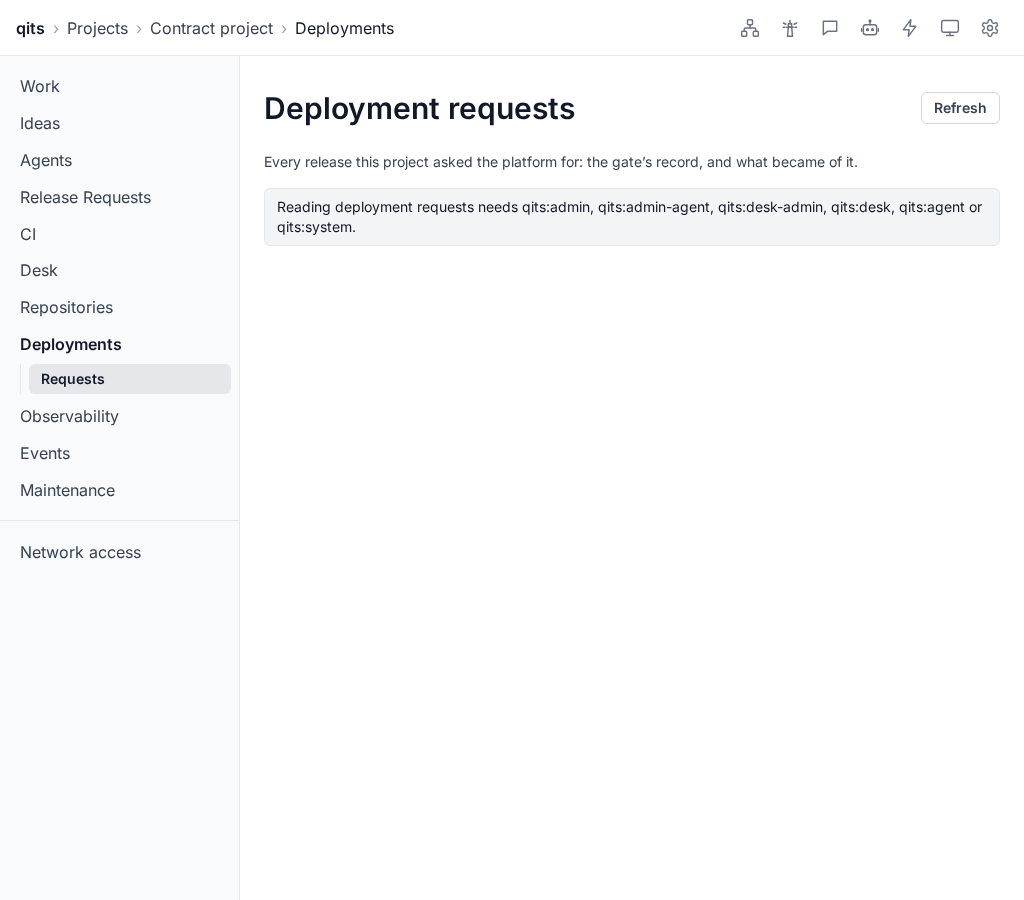 qits › Projects › Contract project › Deployments
Work
Ideas
Agents
Release Requests
CI
Desk
Repositories
Deployments
Requests
Observability
Events
Maintenance
Network access
Deployment requests
Refresh
Every release this project asked the platform for: the gate’s record, and what became of it.
Reading deployment requests needs qits:admin, qits:admin-agent, qits:desk-admin, qits:desk, qits:agent or
qits:system.